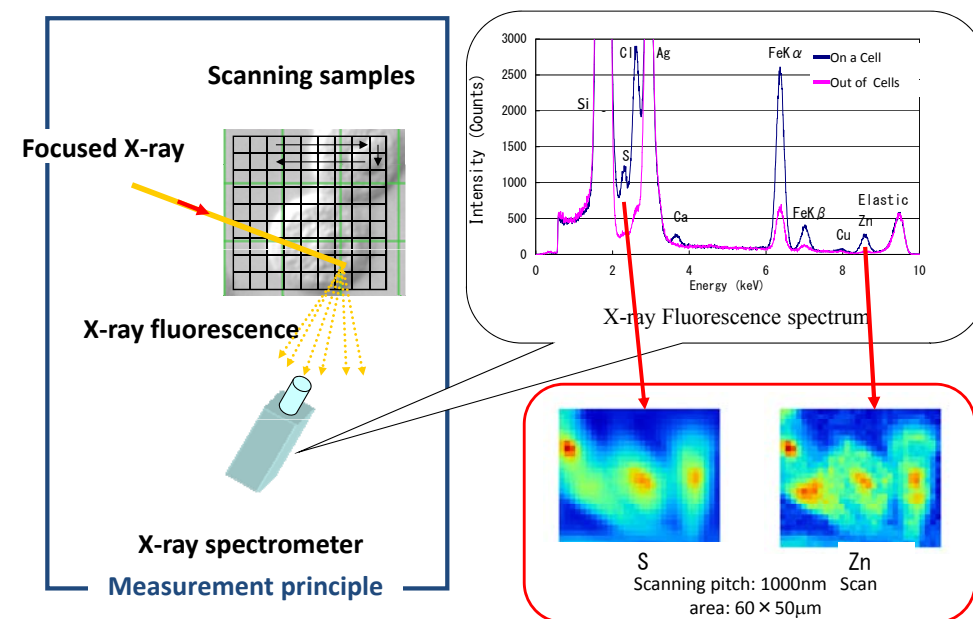 Scanning samples
Focused X-ray
X-ray fluorescence
X-ray spectrometer
Measurement principle
3000
2500
2000
1500
1000
500
0
Intensity (Counts)
Si
S
Cl
Ag
Ca
FeKα
FeKβ
Cu
Zn
Elastic
On a Cell
Out of Cells
0 2 4 6 8 10
Energy (keV)
X-ray Fluorescence spectrum
S
Zn
Scanning pitch: 1000nm Scan
area: 60×50μm